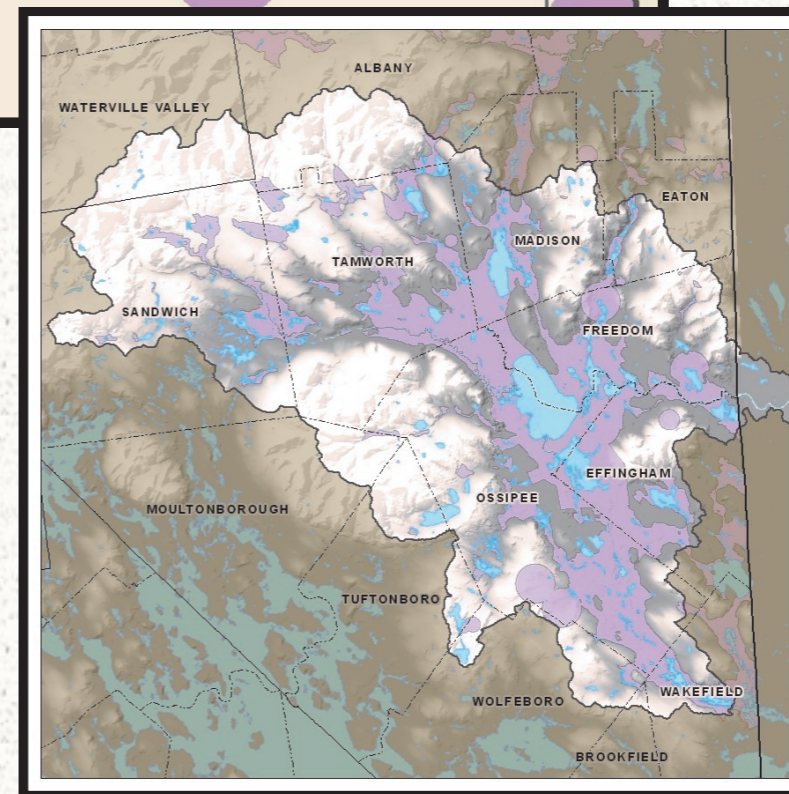 ALBANY
WATERVILLE VALLEY
EATON
MADISON
TAMWORTH
SANDWICH
FREEDOM
EFFINGHAM
OSSIPEE
MOULTONBOROUGH
TUFTONBORO
WAKEFIELD
WOLFEBORO
BROOKFIELD